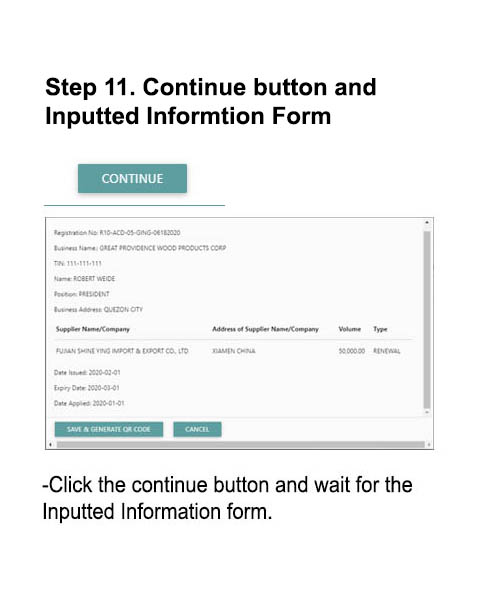 Step 11. Continue button and
Inputted Informtion Form
CONTINUE
Registration No: R10-ACD-05-GING-06182020
Business Name: GREAT PROVIDENCE WOOD PRODUCTS CORP
TIN: 111-111-111
Name: ROBERT WEIDE
Position: PRESIDENT
Business Address: QUEZON CITY
Supplier Name/Company Address of Supplier Name/Company Volume Type
FUJIAN SHINE YING IMPORT & EXPORT CO., LTD XIAMEN CHINA 50,000.00 RENEWAL
Date Issued: 2020-02-01
Expiry Date: 2020-03-01
Date Applied: 2020-01-01
SAVE & GENERATE QR CODE CANCEL
-Click the continue button and wait for the
Inputted Information form.